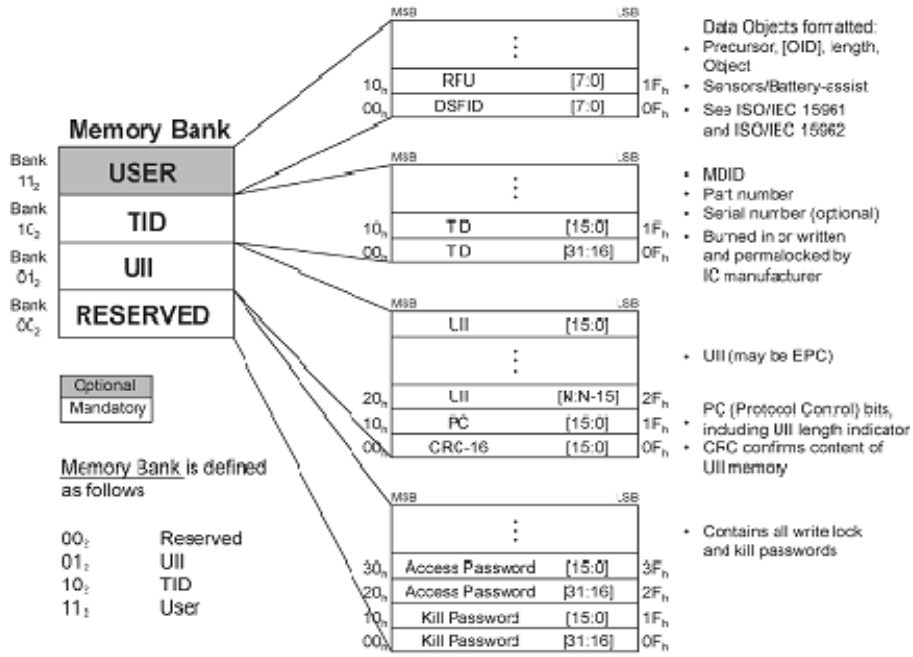 Memory Bank
Bank
11₂
USER
Bank
10₂
TID
Bank
01₂
UII
Bank
00₂
RESERVED
Optional
Mandatory
Memory Bank is defined
as follows
00₂ Reserved
01₂ UII
10₂ TID
11₂ User
MSB LSB
⋮
10h RFU [7:0] 1Fh
00h DSFID [7:0] 0Fh
Data Objects formatted:
• Precursor, [OID], length,
Object
• Sensors/Battery-assist
• See ISO/IEC 15961
and ISO/IEC 15962
MSB LSB
⋮
10h TID [15:0] 1Fh
00h TID [31:16] 0Fh
• MDID
• Part number
• Serial number (optional)
• Burned in or written
and permalocked by
IC manufacturer
MSB LSB
UII [15:0]
⋮
20h UII [N:N-15] 2Fh
10h PC [15:0] 1Fh
00h CRC-16 [15:0] 0Fh
• UII (may be EPC)
• PC (Protocol Control) bits,
including UII length indicator
• CRC confirms content of
UII memory
MSB LSB
⋮
30h Access Password [15:0] 3Fh
20h Access Password [31:16] 2Fh
10h Kill Password [15:0] 1Fh
00h Kill Password [31:16] 0Fh
• Contains all write lock
and kill passwords